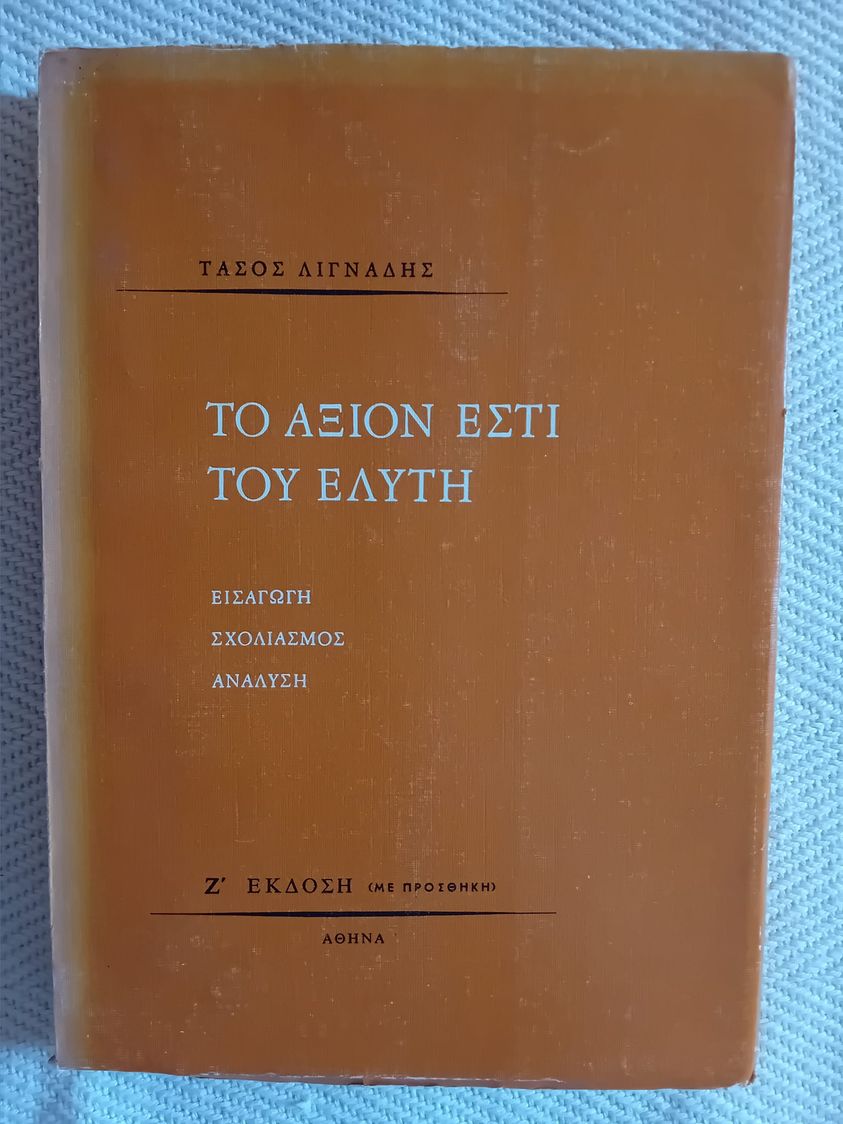 ΤΑΣΟΣ ΛΙΓΝΑΔΗΣ
ΤΟ ΑΞΙΟΝ ΕΣΤΙ
ΤΟΥ ΕΛΥΤΗ
ΕΙΣΑΓΩΓΗ
ΣΧΟΛΙΑΣΜΟΣ
ΑΝΑΛΥΣΗ
Ζ΄ ΕΚΔΟΣΗ (ΜΕ ΠΡΟΣΘΗΚΗ)
ΑΘΗΝΑ